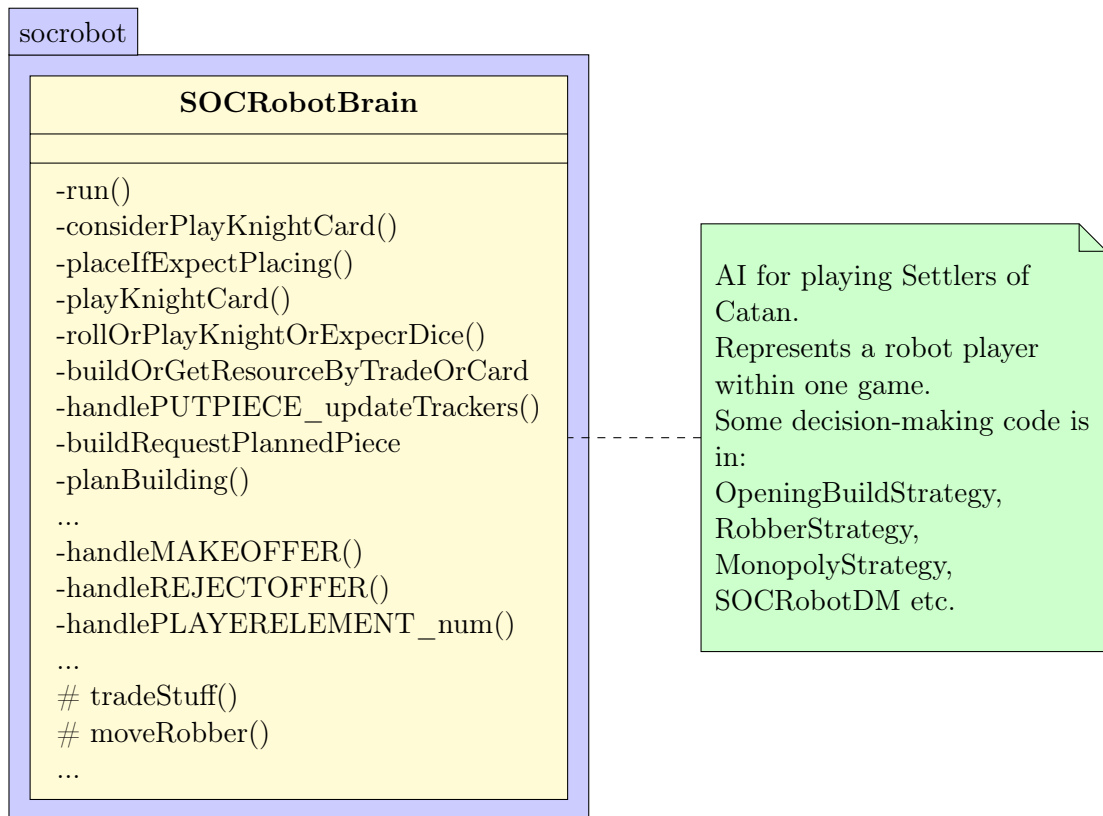 socrobot
SOCRobotBrain
-run()
-considerPlayKnightCard()
-placeIfExpectPlacing()
-playKnightCard()
-rollOrPlayKnightOrExpecrDice()
-buildOrGetResourceByTradeOrCard
-handlePUTPIECE_updateTrackers()
-buildRequestPlannedPiece
-planBuilding()
...
-handleMAKEOFFER()
-handleREJECTOFFER()
-handlePLAYERELEMENT_num()
...
# tradeStuff()
# moveRobber()
...
AI for playing Settlers of
Catan.
Represents a robot player
within one game.
Some decision-making code is
in:
OpeningBuildStrategy,
RobberStrategy,
MonopolyStrategy,
SOCRobotDM etc.